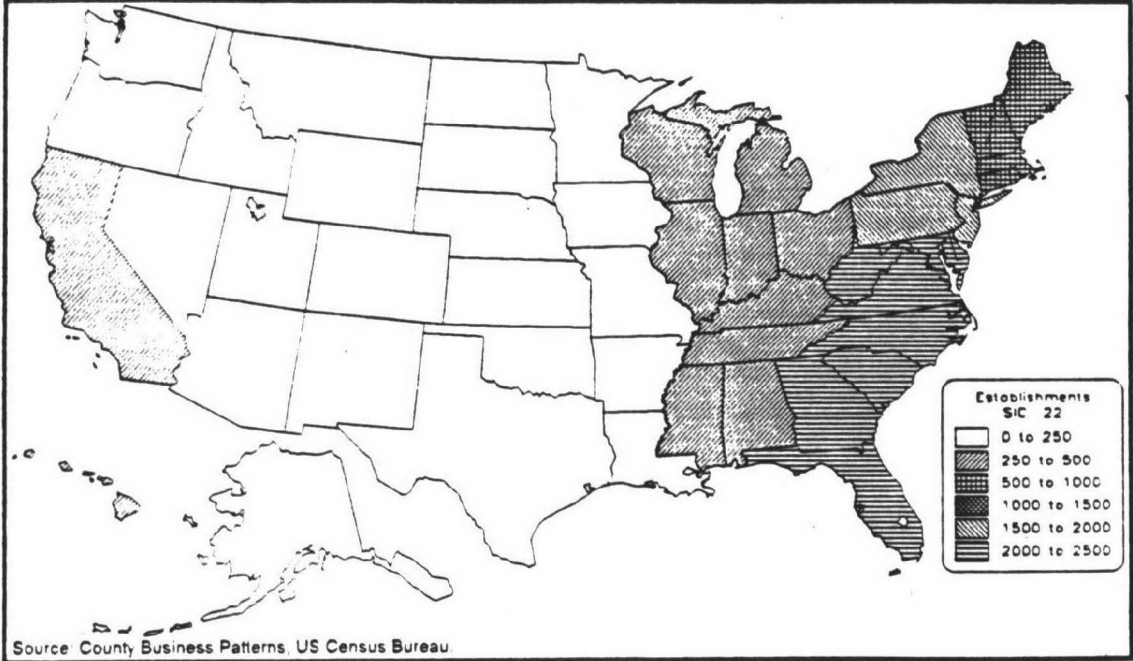 Establishments
SIC 22
0 to 250
250 to 500
500 to 1000
1000 to 1500
1500 to 2000
2000 to 2500
Source: County Business Patterns, US Census Bureau.